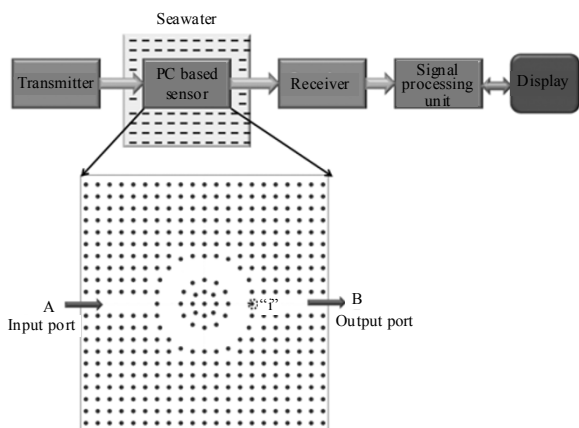 Seawater
Transmitter
PC based
sensor
Receiver
Signal
processing
unit
Display
A
Input port
“i”
B
Output port